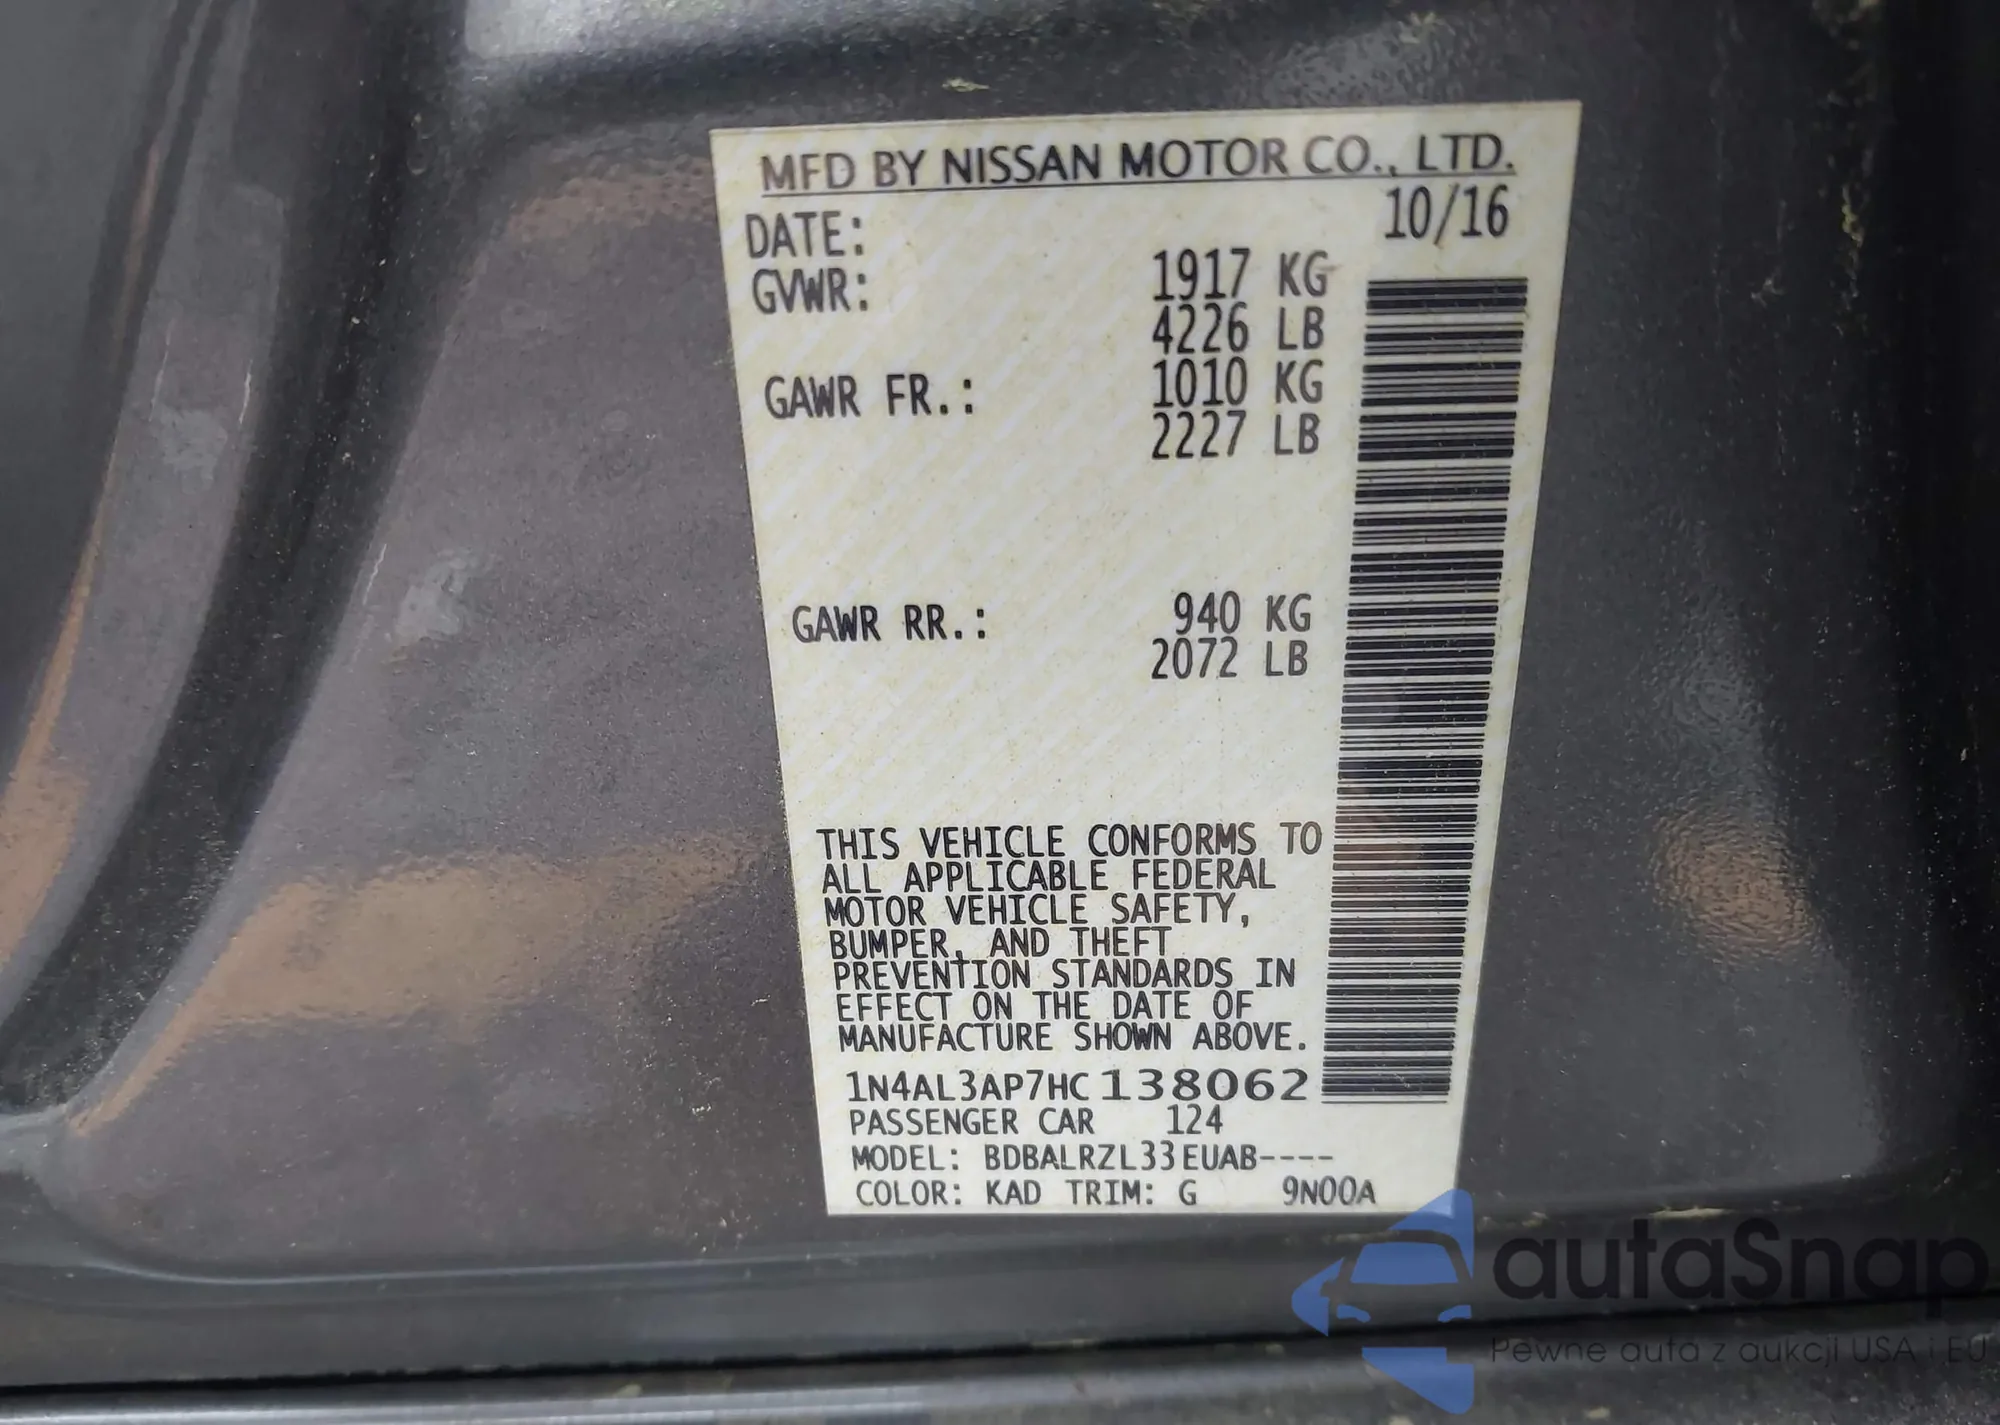 MFD BY NISSAN MOTOR CO., LTD.
DATE: 10/16
GVWR: 1917 KG
4226 LB
GAWR FR.: 1010 KG
2227 LB
GAWR RR.: 940 KG
2072 LB
THIS VEHICLE CONFORMS TO
ALL APPLICABLE FEDERAL
MOTOR VEHICLE SAFETY,
BUMPER, AND THEFT
PREVENTION STANDARDS IN
EFFECT ON THE DATE OF
MANUFACTURE SHOWN ABOVE.
1N4AL3AP7HC138062
PASSENGER CAR 124
MODEL: BDBALRZL33EUAB----
COLOR: KAD TRIM: G 9N00A
autaSnap
Pewne auta z aukcji USA i EU